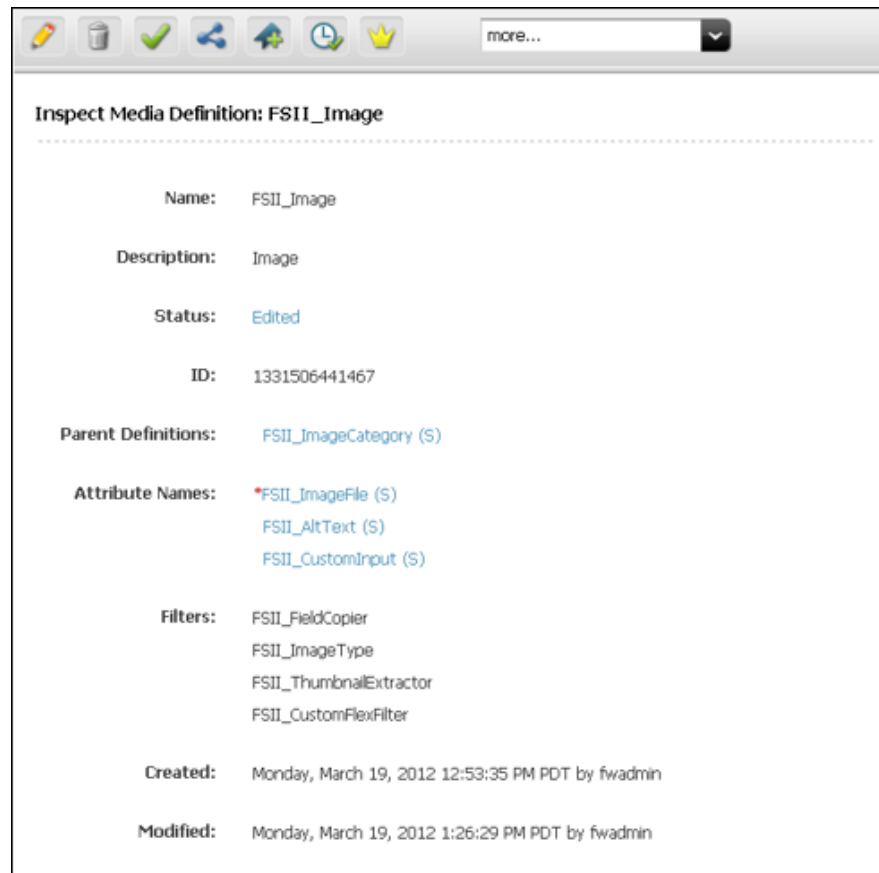 more...
Inspect Media Definition: FSII_Image
Name: FSII_Image
Description: Image
Status: Edited
ID: 1331506441467
Parent Definitions: FSII_ImageCategory (S)
Attribute Names: *FSII_ImageFile (S)
FSII_AltText (S)
FSII_CustomInput (S)
Filters: FSII_FieldCopier
FSII_ImageType
FSII_ThumbnailExtractor
FSII_CustomFlexFilter
Created: Monday, March 19, 2012 12:53:35 PM PDT by fwadmin
Modified: Monday, March 19, 2012 1:26:29 PM PDT by fwadmin